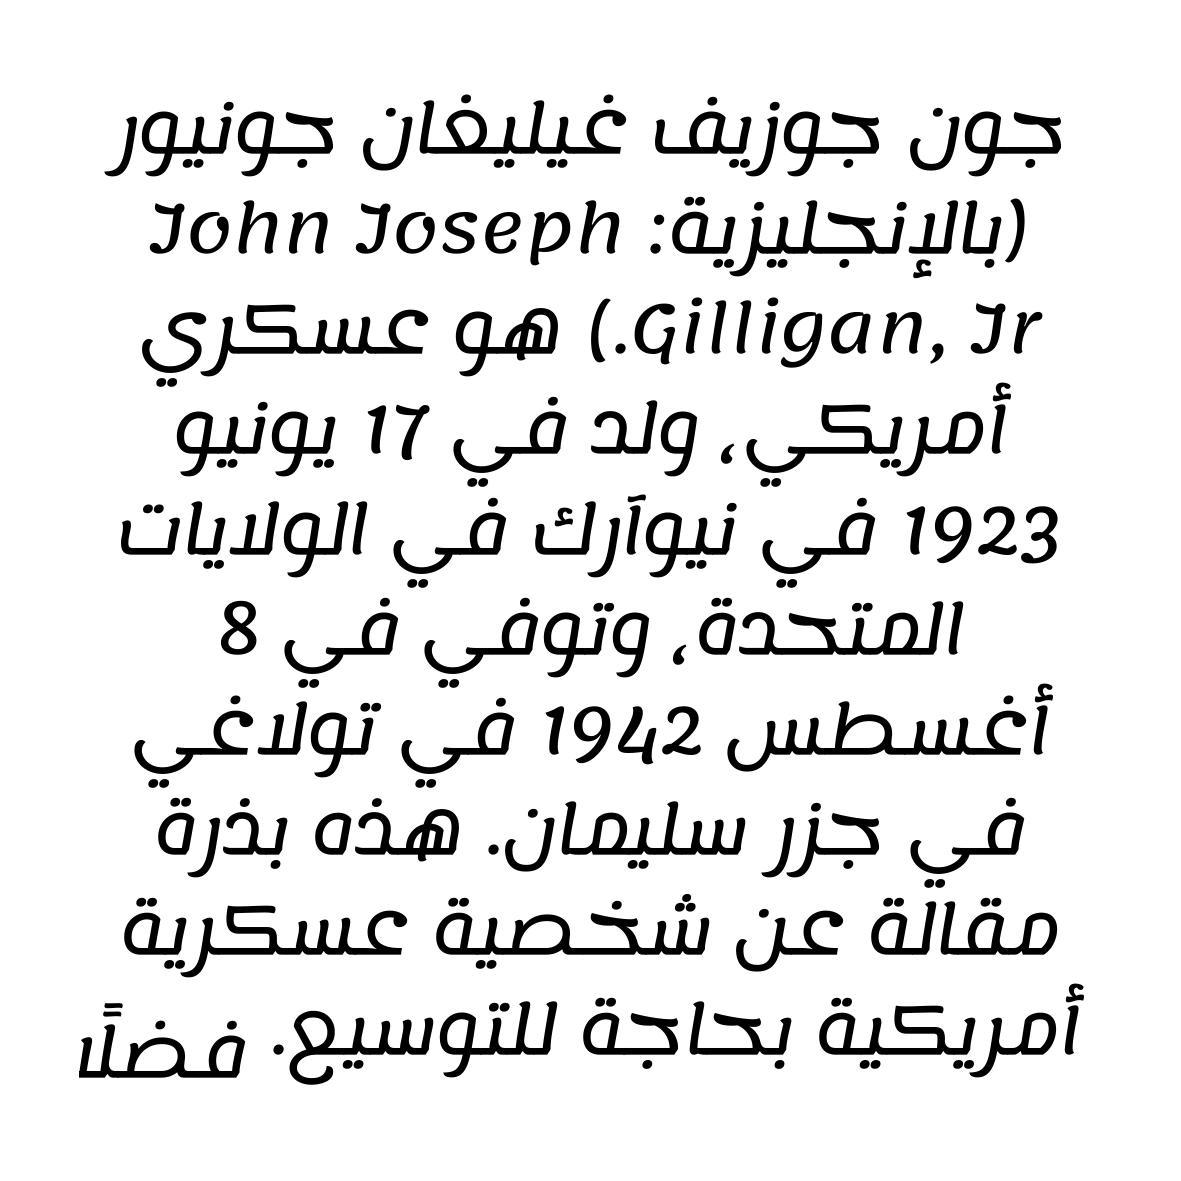 جون جوزيف غيليغان جونيور
(بالإنجليزية: John Joseph
Gilligan, Jr.) هو عسكري
أمريكي، ولد في 17 يونيو
1923 في نيوآرك في الولايات
المتحدة، وتوفي في 8
أغسطس 1942 في تولاغي
في جزر سليمان. هذه بذرة
مقالة عن شخصية عسكرية
أمريكية بحاجة للتوسيع. فضلًا